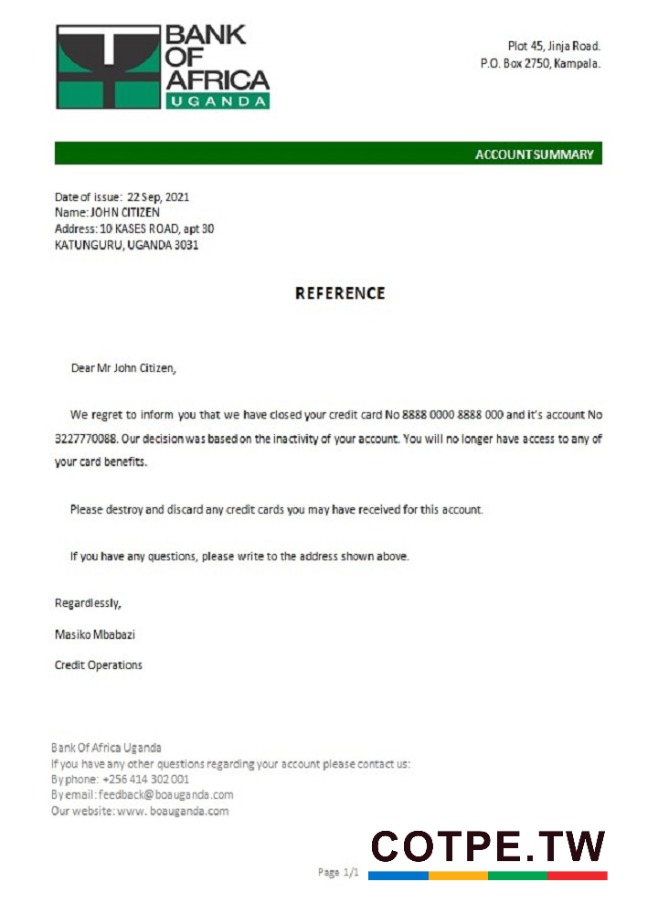 BANK
OF
AFRICA
UGANDA
Plot 45, Jinja Road.
P.O. Box 2750, Kampala.
ACCOUNT SUMMARY
Date of issue: 22 Sep, 2021
Name: JOHN CITIZEN
Address: 10 KASES ROAD, apt 30
KATUNGURU, UGANDA 3031
REFERENCE
Dear Mr John Citizen,
We regret to inform you that we have closed your credit card No 8888 0000 8888 000 and it's account No
3227770088. Our decision was based on the inactivity of your account. You will no longer have access to any of
your card benefits.
Please destroy and discard any credit cards you may have received for this account.
If you have any questions, please write to the address shown above.
Regardlessly,
Masiko Mbabazi
Credit Operations
Bank Of Africa Uganda
If you have any other questions regarding your account please contact us:
By phone: +256 414 302 001
By email: feedback@boauganda.com
Our website: www. boauganda.com
COTPE.TW
Page 1/1